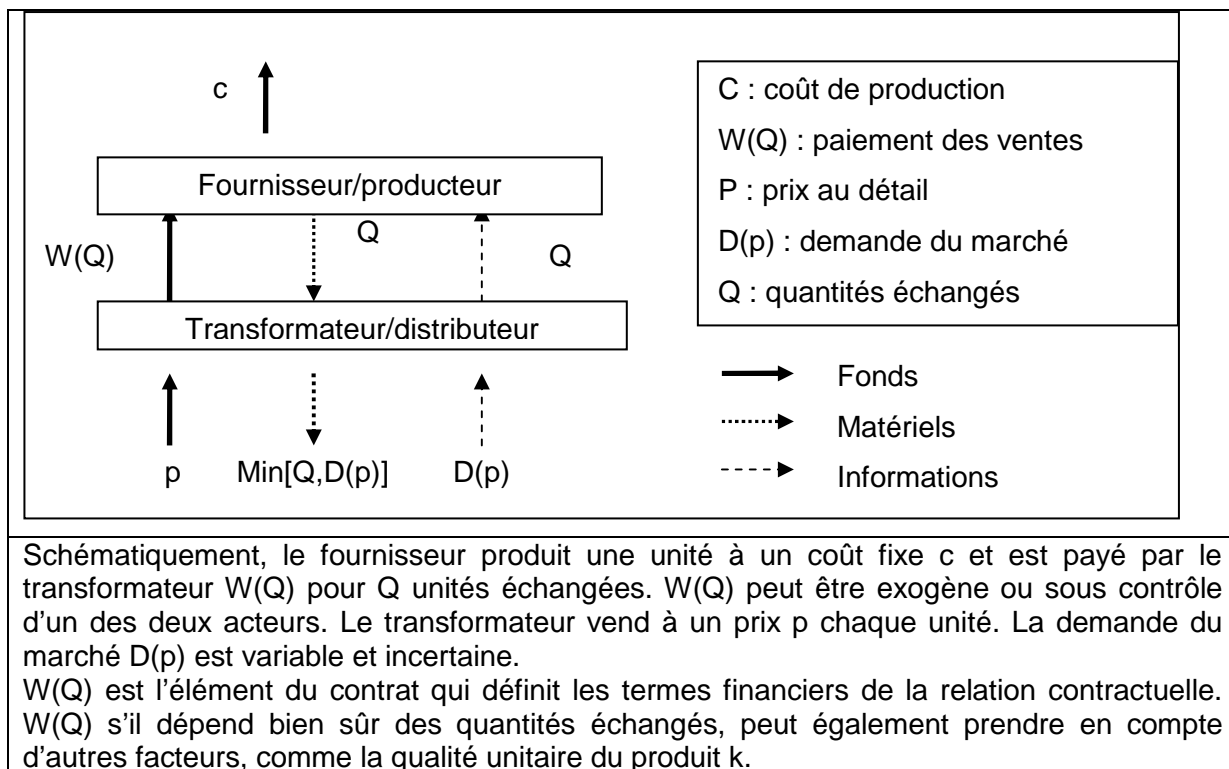 c
Fournisseur/producteur
W(Q)
Q
Q
Transformateur/distributeur
p
Min[Q,D(p)]
D(p)
C : coût de production
W(Q) : paiement des ventes
P : prix au détail
D(p) : demande du marché
Q : quantités échangés
Fonds
Matériels
Informations
Schématiquement, le fournisseur produit une unité à un coût fixe c et est payé par le
transformateur W(Q) pour Q unités échangées. W(Q) peut être exogène ou sous contrôle
d'un des deux acteurs. Le transformateur vend à un prix p chaque unité. La demande du
marché D(p) est variable et incertaine.
W(Q) est l'élément du contrat qui définit les termes financiers de la relation contractuelle.
W(Q) s'il dépend bien sûr des quantités échangés, peut également prendre en compte
d'autres facteurs, comme la qualité unitaire du produit k.